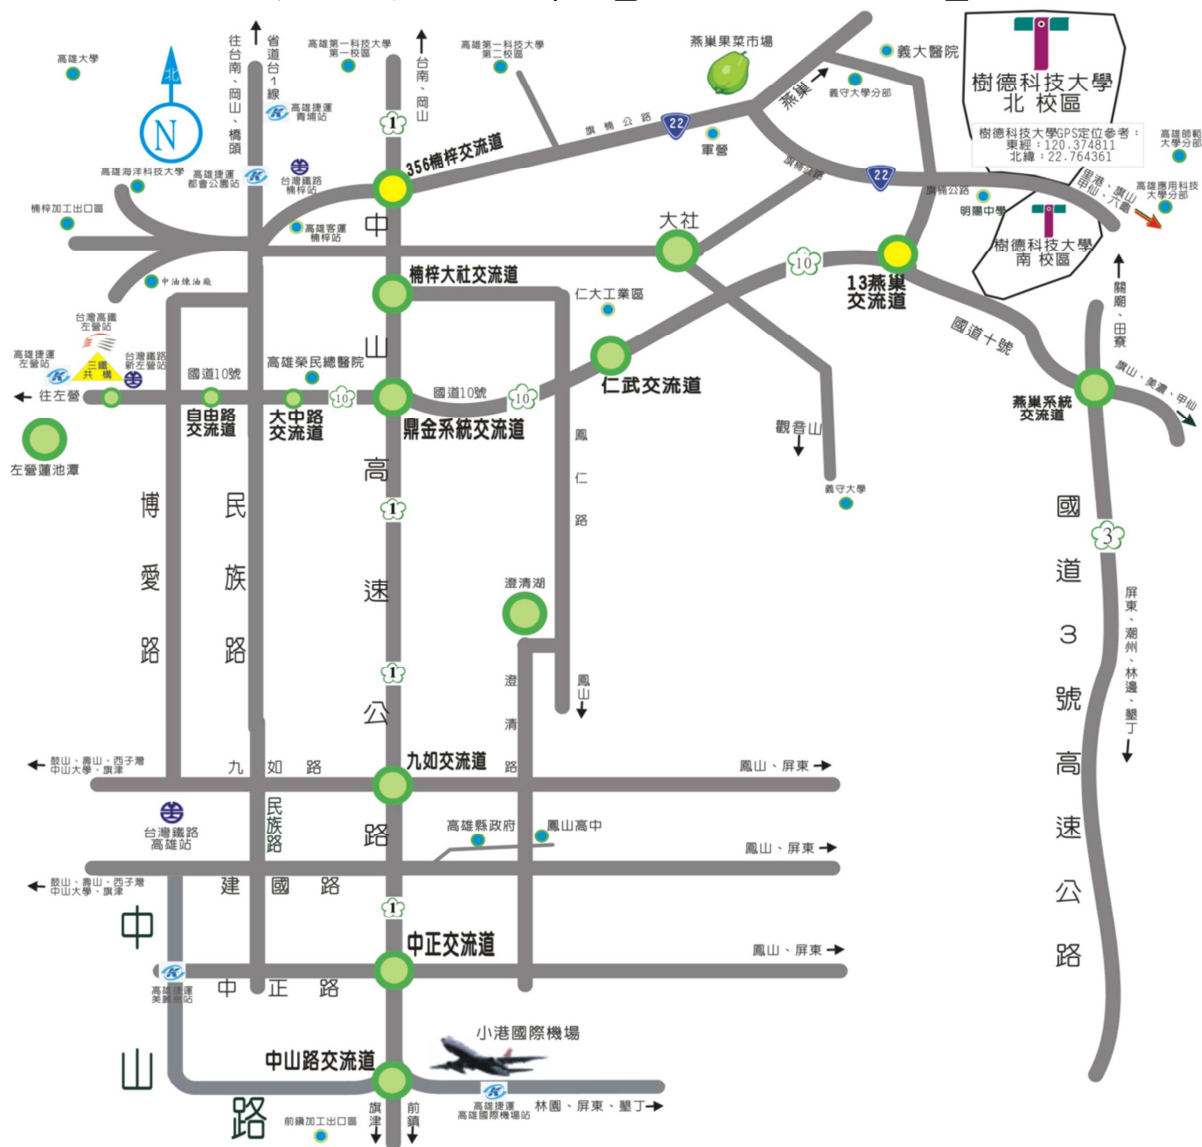 高雄大學
往台南、岡山、橋頭
省道台1線
高雄第一科技大學
第一校區
台南、岡山
高雄第一科技大學
第二校區
燕巢果菜市場
義大醫院
義守大學分部
燕巢
樹德科技大學
北 校區
樹德科技大學GPS定位參考：
東經：120.374811
北緯：22.764361
高雄師範
大學分部
北
N
高雄捷運
青埔站
1
旗楠公路
22
軍營
356楠梓交流道
高雄海洋科技大學
高雄捷運
都會公園站
台灣鐵路
楠梓站
旗楠公路
22
旗楠公路
明陽中學
里港、旗山
甲仙、六龜
高雄應用科技
大學分部
楠梓加工出口區
高雄客運
楠梓站
大社
樹德科技大學
南 校區
中山高速公路
楠梓大社交流道
10
13燕巢
交流道
關廟、田寮
中油煉油廠
仁大工業區
國道十號
台灣高鐵
左營站
高雄捷運
左營站
三鐵
共構
台灣鐵路
新左營站
國道10號
高雄榮民總醫院
仁武交流道
旗山、美濃、甲仙
往左營
自由路
交流道
大中路
交流道
10
國道10號
10
鼎金系統交流道
燕巢系統
交流道
左營蓮池潭
觀音山
鳳仁路
義守大學
博愛路
民族路
1
國道3號高速公路
3
澄清湖
屏東、潮州、林邊、墾丁
1
澄清路
鳳山
鼓山、壽山、西子灣
中山大學、旗津
九如路
九如交流道
鳳山、屏東
台灣鐵路
高雄站
民族路
高雄縣政府
鳳山高中
鳳山、屏東
鼓山、壽山、西子灣
中山大學、旗津
建國路
1
中山路
中正交流道
鳳山、屏東
高雄捷運
美麗島站
中正路
小港國際機場
中山路交流道
高雄捷運
高雄國際機場站
林園、屏東、墾丁
前鎮加工出口區
旗津
前鎮